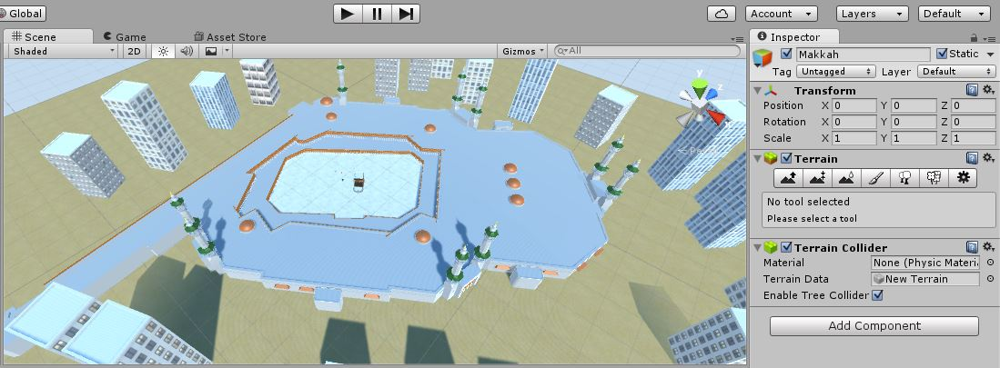 Global
Account
Layers
Default
Scene
Game
Asset Store
Shaded
2D
Gizmos
All
y
z
Inspector
Makkah
Static
Tag Untagged Layer Default
Transform
Position X 0 Y 0 Z 0
Rotation X 0 Y 0 Z 0
Scale X 1 Y 1 Z 1
Terrain
No tool selected
Please select a tool
Terrain Collider
Material None (Physic Materi
Terrain Data New Terrain
Enable Tree Collider
Add Component